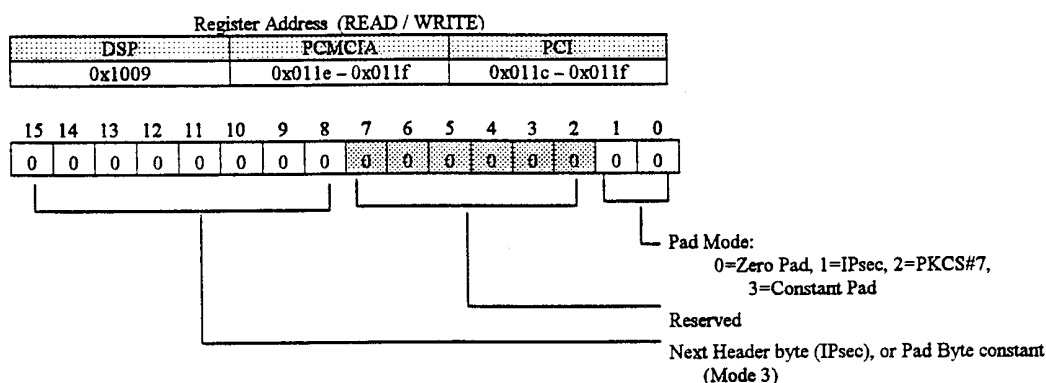 Register Address (READ / WRITE)
DSP PCMCIA PCI
0x1009 0x011e – 0x011f 0x011c – 0x011f
15 14 13 12 11 10 9 8 7 6 5 4 3 2 1 0
0 0 0 0 0 0 0 0 0 0 0 0 0 0 0 0
Pad Mode:
0=Zero Pad, 1=IPsec, 2=PKCS#7,
3=Constant Pad
Reserved
Next Header byte (IPsec), or Pad Byte constant
(Mode 3)